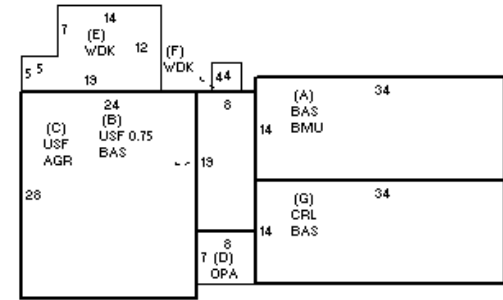 14
7
(E)
WDK
12
(F)
WDK
5 5
19
4 4
24
8
34
(C)
USF
AGR
(B)
USF 0.75
BAS
(A)
BAS
BMU
14
19
28
34
(G)
CRL
BAS
14
8
7 (D)
OPA